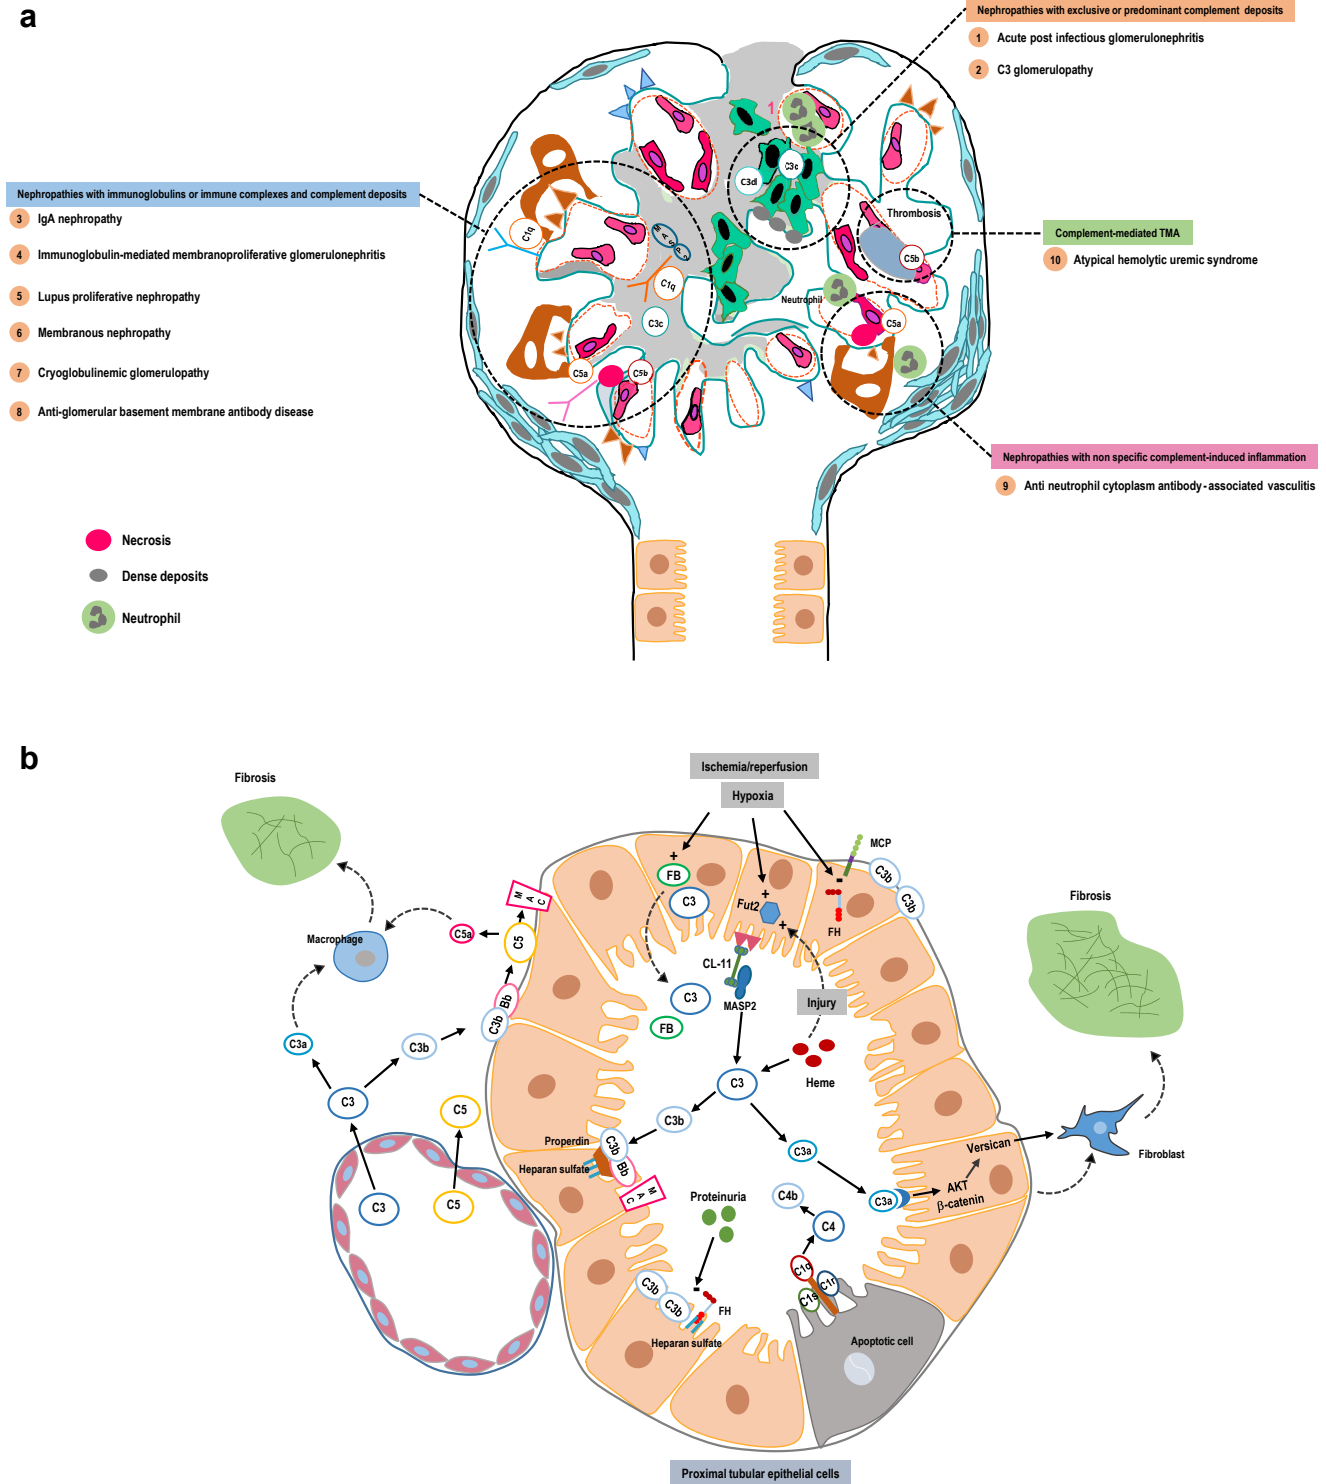 a
Nephropathies with exclusive or predominant complement deposits
1 Acute post infectious glomerulonephritis
2 C3 glomerulopathy
1
C3c
C3d
Nephropathies with immunoglobulins or immune complexes and complement deposits
3 IgA nephropathy
4 Immunoglobulin-mediated membranoproliferative glomerulonephritis
5 Lupus proliferative nephropathy
6 Membranous nephropathy
7 Cryoglobulinemic glomerulopathy
8 Anti-glomerular basement membrane antibody disease
C1q
MASP2
C1q
C3c
C5a
C5b
Thrombosis
C5b
Complement-mediated TMA
10 Atypical hemolytic uremic syndrome
Neutrophil
C5a
Nephropathies with non specific complement-induced inflammation
9 Anti neutrophil cytoplasm antibody-associated vasculitis
Necrosis
Dense deposits
Neutrophil
b
Ischemia/reperfusion
Hypoxia
Fibrosis
MCP
C3b
C3b
+
FB
C3
+
Fut2
+
-
FH
MAC
C5
C5a
Macrophage
Fibrosis
CL-11
MASP2
C3
FB
Injury
Bb
C3b
C3a
C3b
Heme
C3
C3
C5
C3b
Properdin
C3b
Bb
Heparan sulfate
MAC
C3a
Versican
Fibroblast
AKT
β-catenin
C3a
C3
C5
Proteinuria
C4b
C4
C1q
C1r
C1s
C3b
C3b
-
FH
Heparan sulfate
Apoptotic cell
Proximal tubular epithelial cells